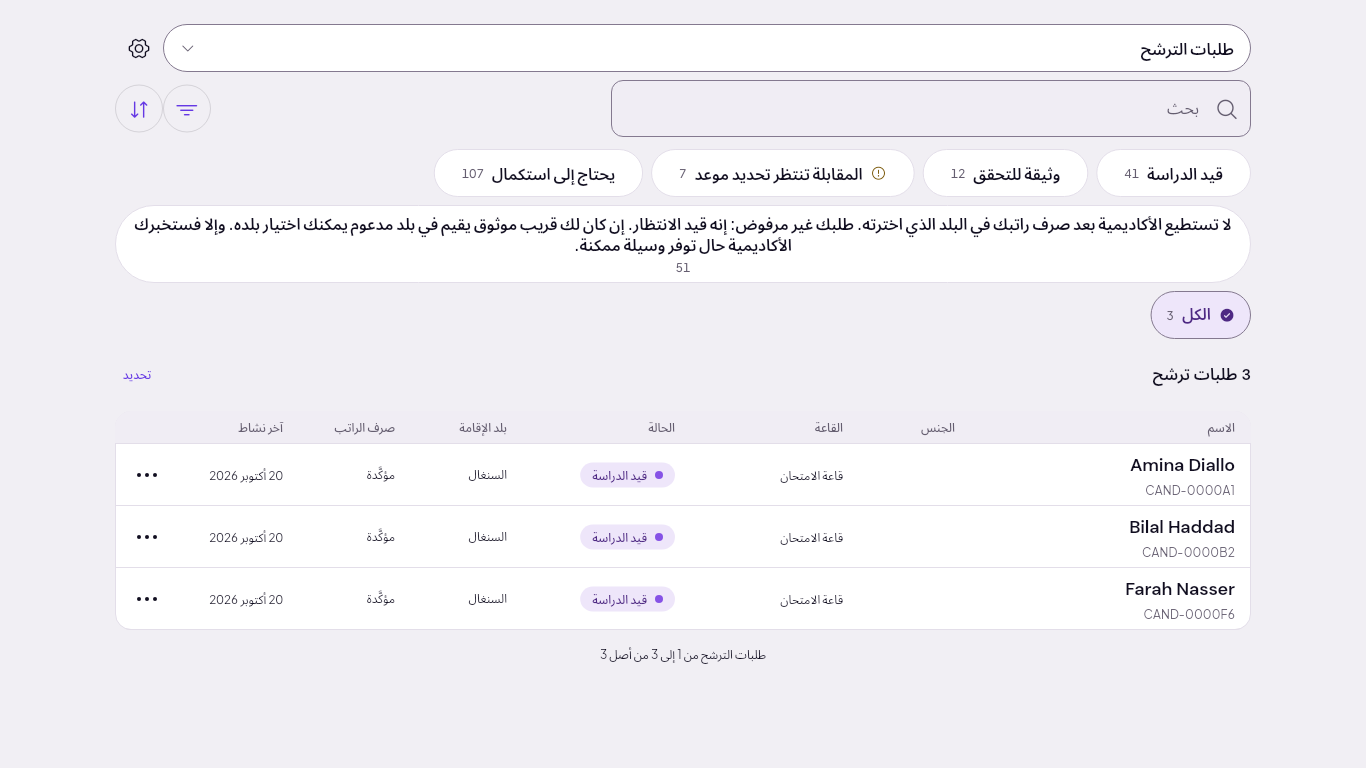 طلبات الترشح
بحث
قيد الدراسة 41
وثيقة للتحقق 12
المقابلة تنتظر تحديد موعد 7
يحتاج إلى استكمال 107
لا تستطيع الأكاديمية بعد صرف راتبك في البلد الذي اخترته. طلبك غير مرفوض: إنه قيد الانتظار. إن كان لك قريب موثوق يقيم في بلد مدعوم يمكنك اختيار بلده. وإلا فستخبرك
الأكاديمية حال توفر وسيلة ممكنة.
51
الكل 3
3 طلبات ترشح
تحديد
الاسم الجنس القاعة الحالة بلد الإقامة صرف الراتب آخر نشاط
Amina Diallo
CAND-0000A1
قاعة الامتحان قيد الدراسة السنغال مؤكَّدة 20 أكتوبر 2026
Bilal Haddad
CAND-0000B2
قاعة الامتحان قيد الدراسة السنغال مؤكَّدة 20 أكتوبر 2026
Farah Nasser
CAND-0000F6
قاعة الامتحان قيد الدراسة السنغال مؤكَّدة 20 أكتوبر 2026
طلبات الترشح من 1 إلى 3 من أصل 3